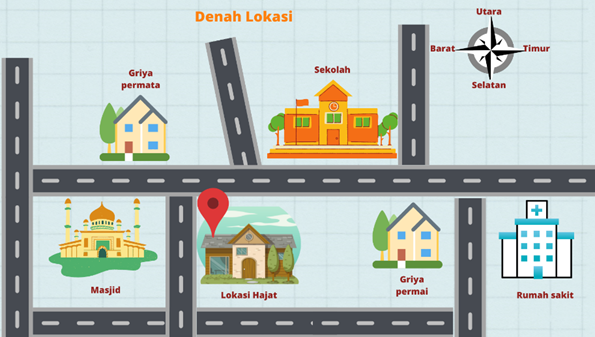 Denah Lokasi
Utara
Barat
Timur
Selatan
Griya
permata
Sekolah
Masjid
Lokasi Hajat
Griya
permai
Rumah sakit